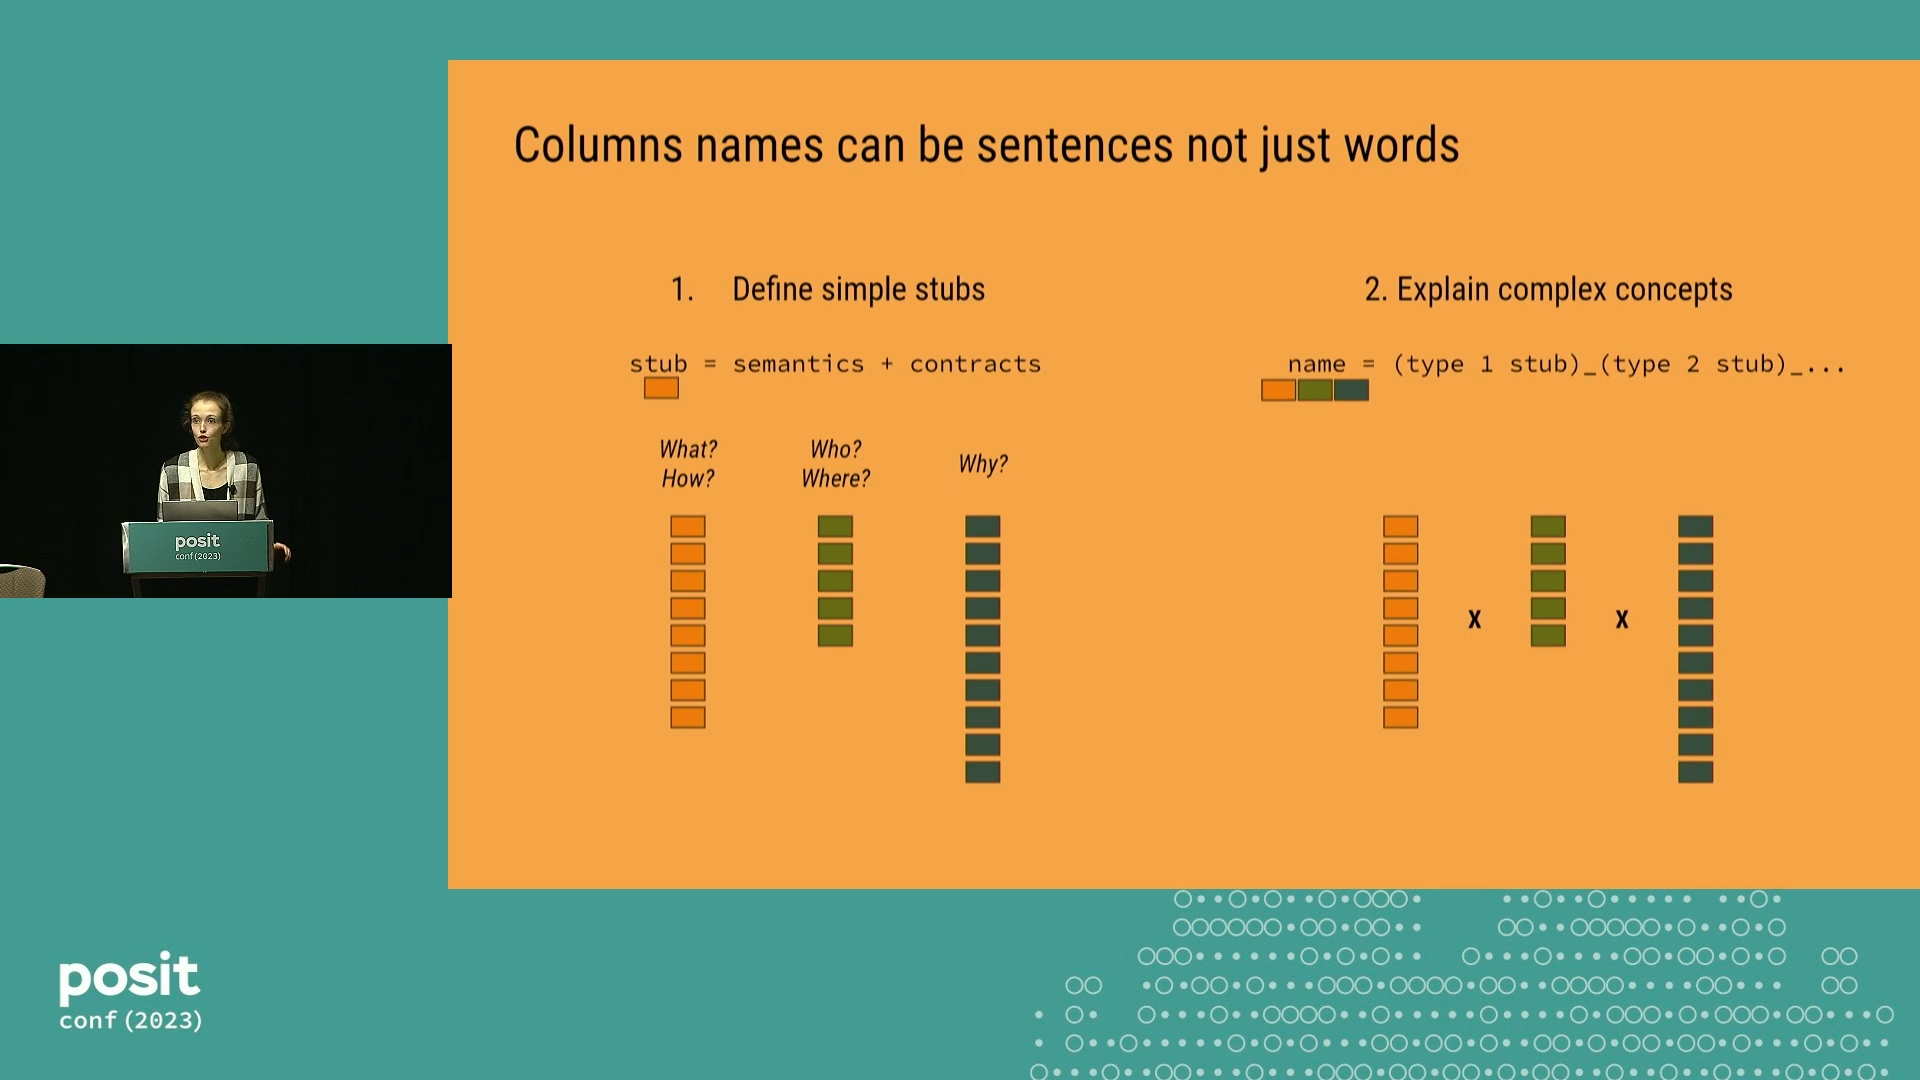 Columns names can be sentences not just words
1. Define simple stubs
stub = semantics + contracts
What?
How?
Who?
Where?
Why?
2. Explain complex concepts
name = (type 1 stub)_(type 2 stub)_...
x
x
posit
conf(2023)
posit
conf(2023)